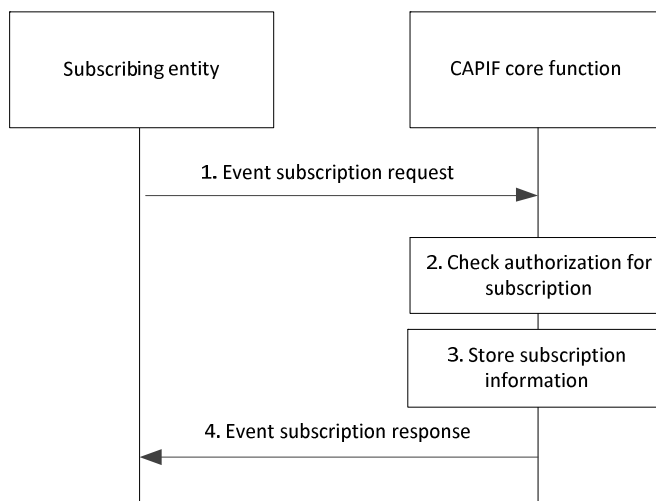 Subscribing entity
CAPIF core function
1. Event subscription request
2. Check authorization for
subscription
3. Store subscription
information
4. Event subscription response